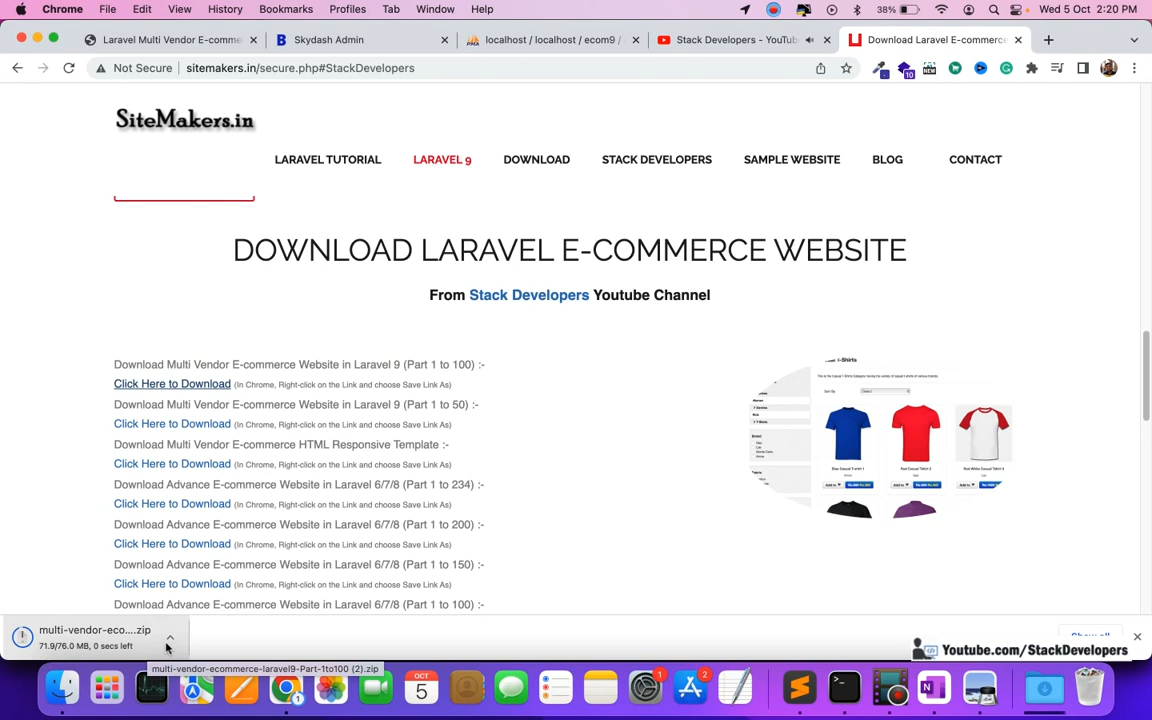 Chrome File Edit View History Bookmarks Profiles Tab Window Help 38% Wed 5 Oct 2:20 PM
Laravel Multi Vendor E-comme Skydash Admin localhost / localhost / ecom9 / Stack Developers - YouTub Download Laravel E-commerce
Not Secure sitemakers.in/secure.php#StackDevelopers
SiteMakers.in
LARAVEL TUTORIAL LARAVEL 9 DOWNLOAD STACK DEVELOPERS SAMPLE WEBSITE BLOG CONTACT
DOWNLOAD LARAVEL E-COMMERCE WEBSITE
From Stack Developers Youtube Channel
Download Multi Vendor E-commerce Website in Laravel 9 (Part 1 to 100) :-
Click Here to Download (In Chrome, Right-click on the Link and choose Save Link As)
Download Multi Vendor E-commerce Website in Laravel 9 (Part 1 to 50) :-
Click Here to Download (In Chrome, Right-click on the Link and choose Save Link As)
Download Multi Vendor E-commerce HTML Responsive Template :-
Click Here to Download (In Chrome, Right-click on the Link and choose Save Link As)
Download Advance E-commerce Website in Laravel 6/7/8 (Part 1 to 234) :-
Click Here to Download (In Chrome, Right-click on the Link and choose Save Link As)
Download Advance E-commerce Website in Laravel 6/7/8 (Part 1 to 200) :-
Click Here to Download (In Chrome, Right-click on the Link and choose Save Link As)
Download Advance E-commerce Website in Laravel 6/7/8 (Part 1 to 150) :-
Click Here to Download (In Chrome, Right-click on the Link and choose Save Link As)
Download Advance E-commerce Website in Laravel 6/7/8 (Part 1 to 100) :-
multi-vendor-eco....zip
71.9/76.0 MB, 0 secs left
Show all
Youtube.com/StackDevelopers
multi-vendor-ecommerce-laravel9-Part-1to100 (2).zip